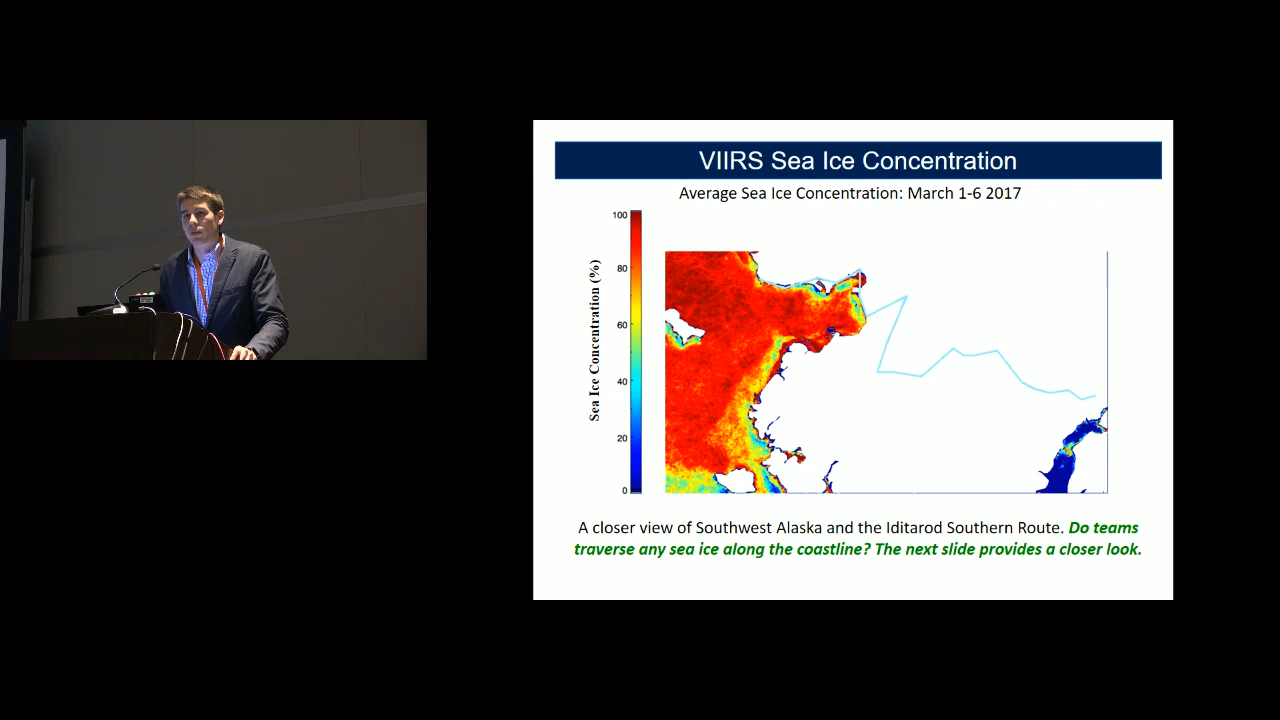 VIIRS Sea Ice Concentration
Average Sea Ice Concentration: March 1-6 2017
100
80
60
40
20
0
Sea Ice Concentration (%)
A closer view of Southwest Alaska and the Iditarod Southern Route. Do teams
traverse any sea ice along the coastline? The next slide provides a closer look.